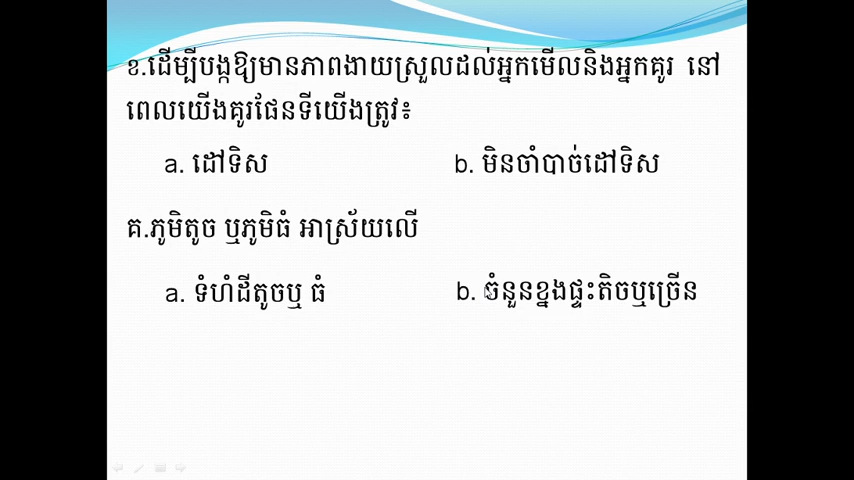 ខ.ដើម្បីបង្កឱ្យមានភាពងាយស្រួលដល់អ្នកមើលនិងអ្នកគូរ នៅ
ពេលយើងគូរផែនទីយើងត្រូវ៖
a. ដៅទិស
b. មិនចាំបាច់ដៅទិស
គ.ភូមិតូច ឬភូមិធំ អាស្រ័យលើ
a. ទំហំដីតូចឬ ធំ
b. ចំនួនខ្នងផ្ទះតិចឬច្រើន